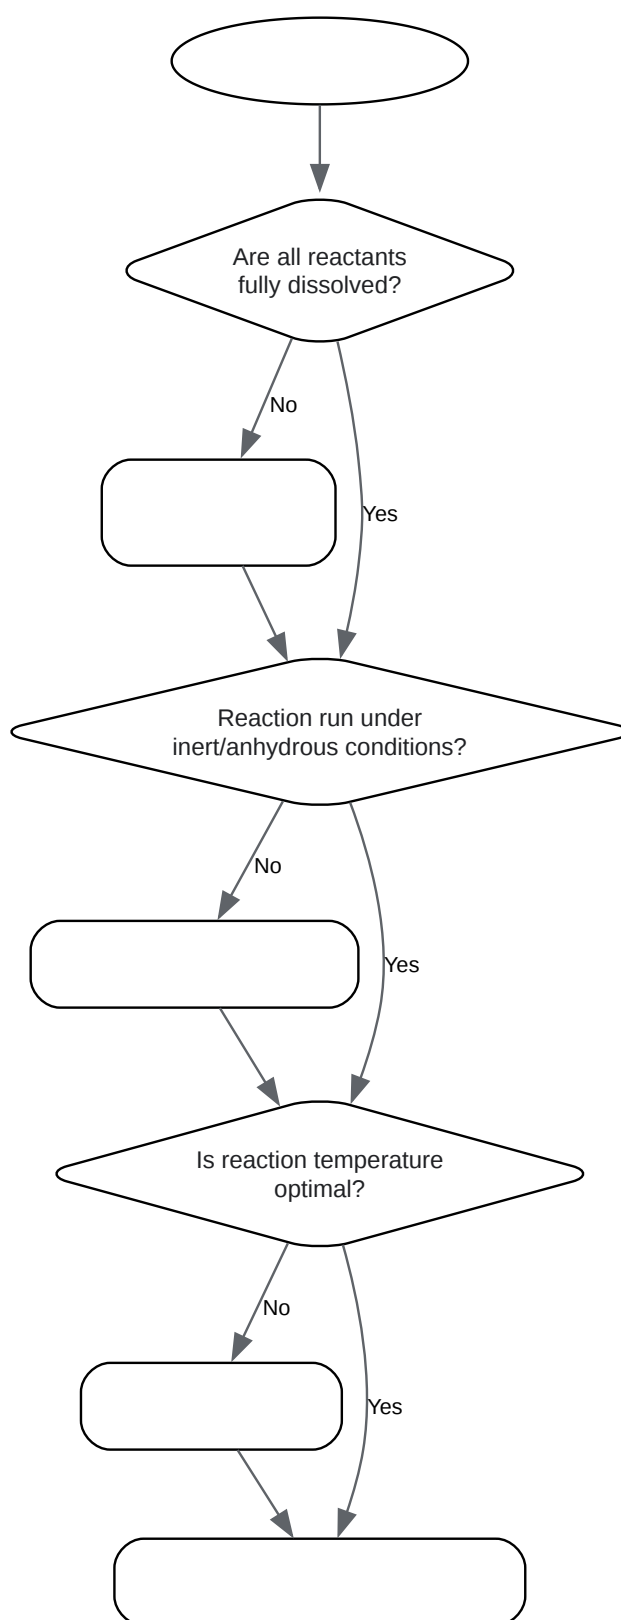 Are all reactants
fully dissolved?
No
Yes
Reaction run under
inert/anhydrous conditions?
No
Yes
Is reaction temperature
optimal?
No
Yes